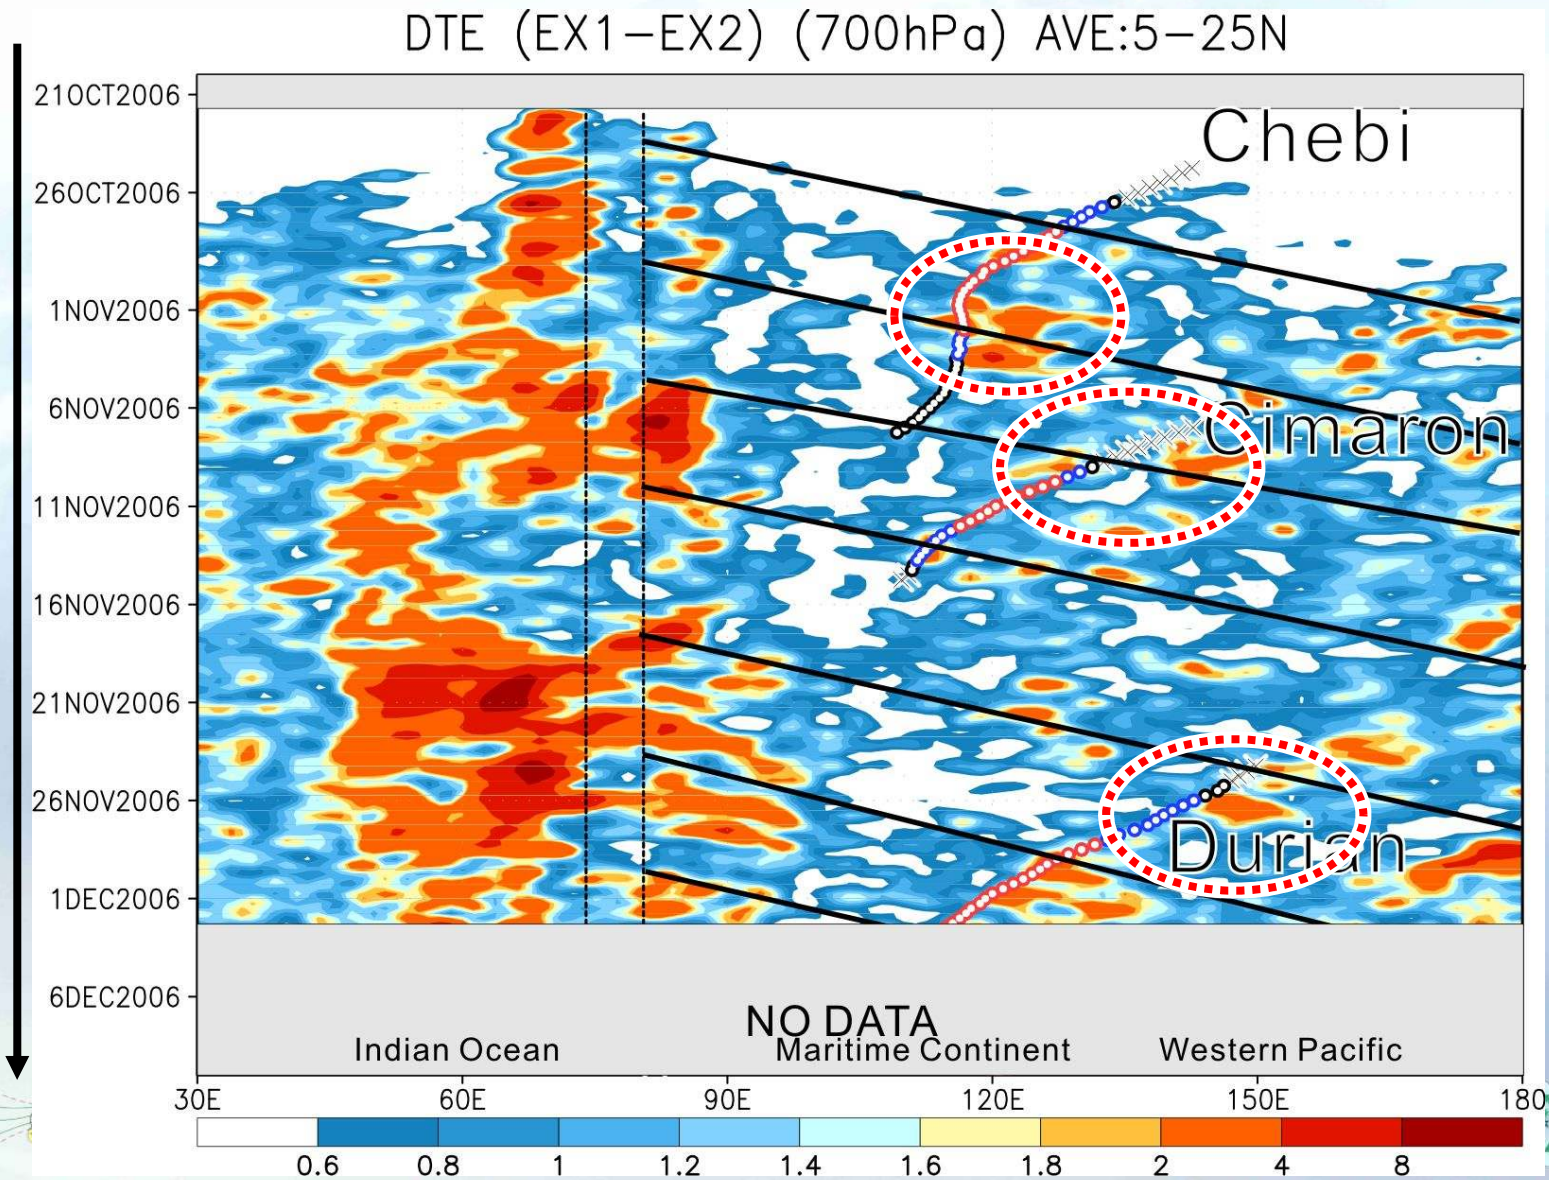 DTE (EX1−EX2) (700hPa) AVE:5−25N
21OCT2006
Chebi
26OCT2006
1NOV2006
6NOV2006
Cimaron
11NOV2006
16NOV2006
21NOV2006
26NOV2006
Durian
1DEC2006
6DEC2006
NO DATA
Indian Ocean Maritime Continent Western Pacific
30E 60E 90E 120E 150E 180
0.6 0.8 1 1.2 1.4 1.6 1.8 2 4 8